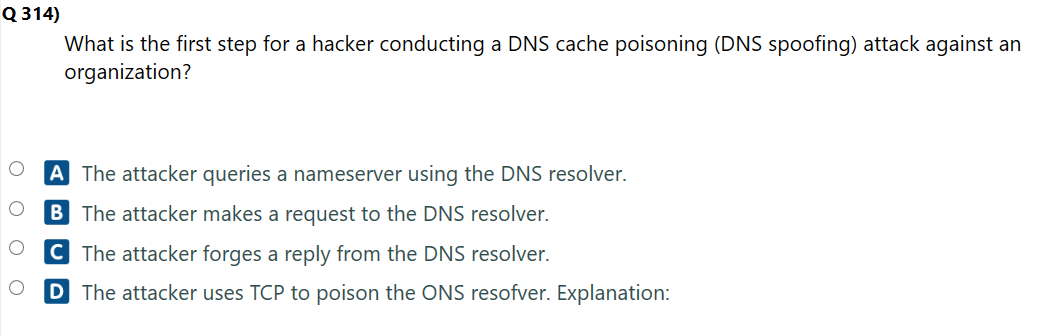 Q 314)
What is the first step for a hacker conducting a DNS cache poisoning (DNS spoofing) attack against an
organization?
A The attacker queries a nameserver using the DNS resolver.
B The attacker makes a request to the DNS resolver.
C The attacker forges a reply from the DNS resolver.
D The attacker uses TCP to poison the ONS resofver. Explanation: